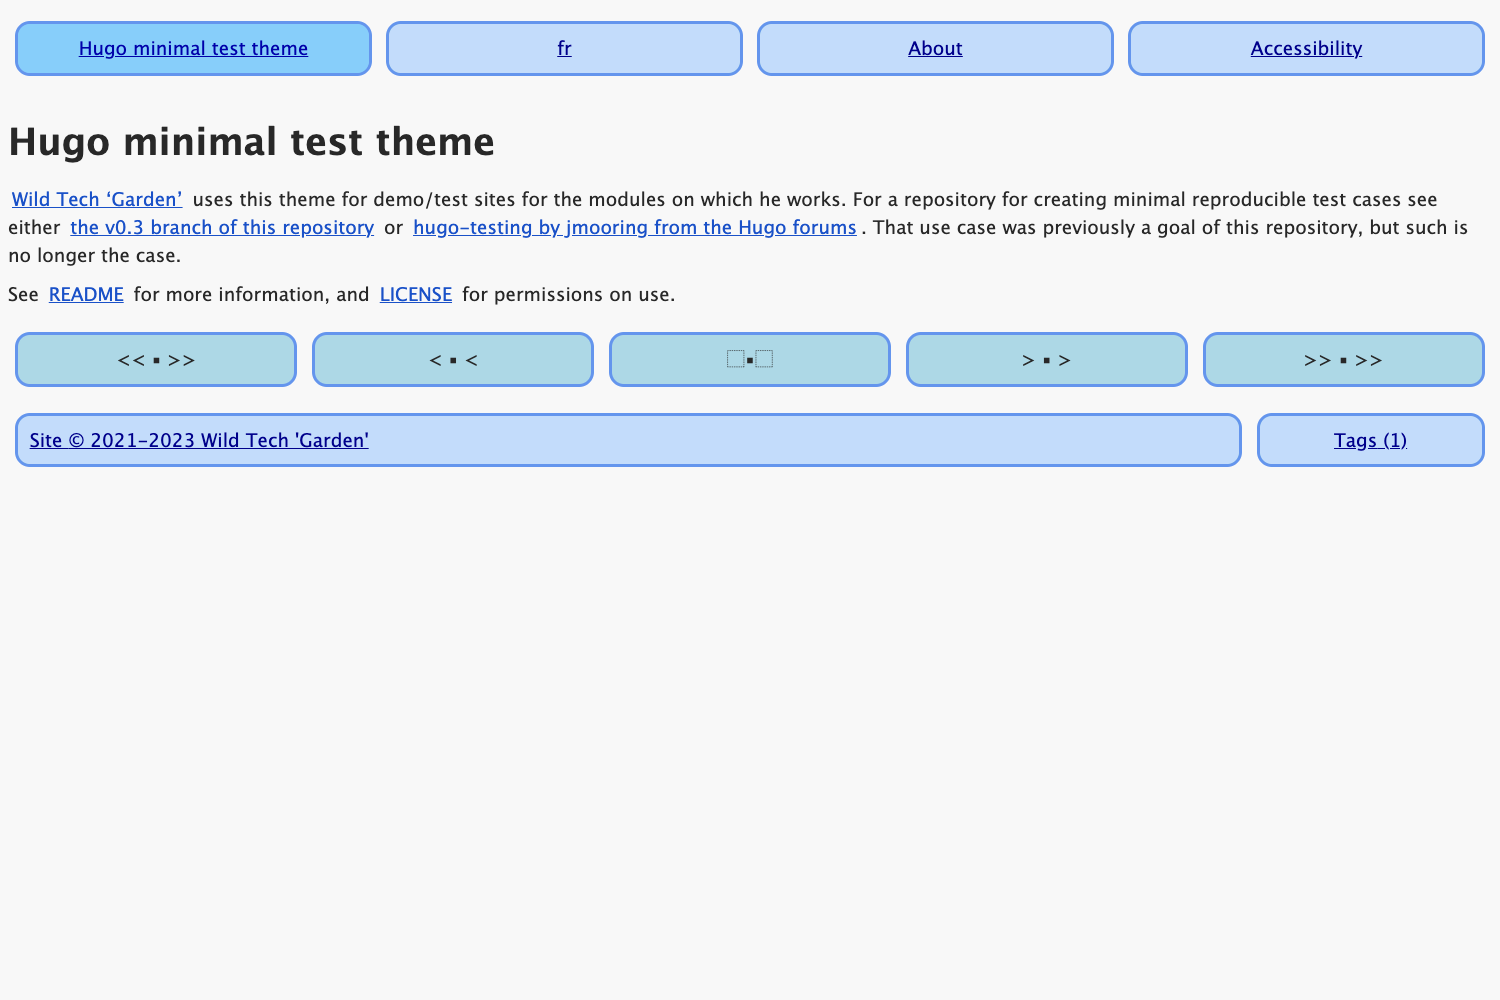 Hugo minimal test theme
fr
About
Accessibility
Hugo minimal test theme
Wild Tech ‘Garden’ uses this theme for demo/test sites for the modules on which he works. For a repository for creating minimal reproducible test cases see
either the v0.3 branch of this repository or hugo-testing by jmooring from the Hugo forums . That use case was previously a goal of this repository, but such is
no longer the case.
See README for more information, and LICENSE for permissions on use.
<< ▪ >>
< ▪ <
⬚▪⬚
> ▪ >
>> ▪ >>
Site © 2021–2023 Wild Tech 'Garden'
Tags (1)